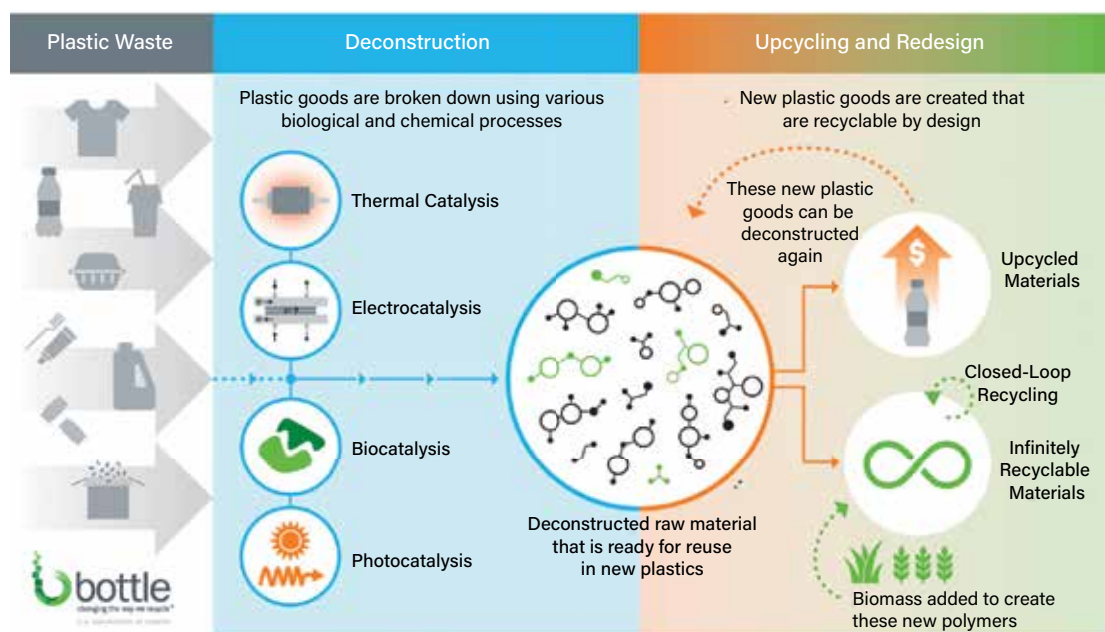 Plastic Waste
Deconstruction
Upcycling and Redesign
Plastic goods are broken down using various
biological and chemical processes
New plastic goods are created that
are recyclable by design
Thermal Catalysis
Electrocatalysis
Biocatalysis
Photocatalysis
Deconstructed raw material
that is ready for reuse
in new plastics
These new plastic
goods can be
deconstructed
again
$
Upcycled
Materials
Closed-Loop
Recycling
Infinitely
Recyclable
Materials
Biomass added to create
these new polymers
bottle
changing the way we recycle